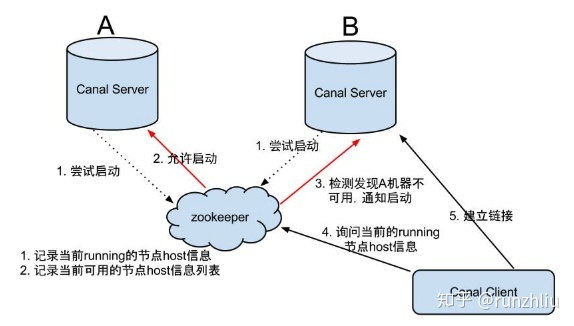 A
B
Canal Server
Canal Server
1. 尝试启动
2. 允许启动
1. 尝试启动
3. 检测发现A机器不
可用. 通知启动
zookeeper
5. 建立链接
4. 询问当前的running
节点host信息
1. 记录当前running的节点host信息
2. 记录当前可用的节点host信息列表
Canal Client
知乎 @runzhliu